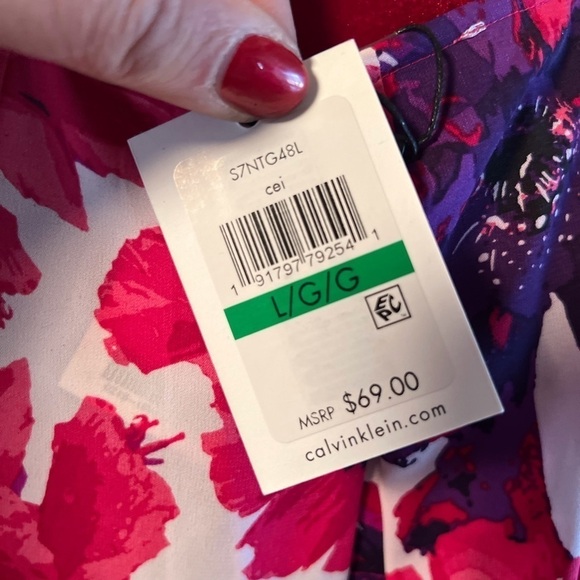 S7NTG48L
cei
1 91797 79254 1
L/G/G
EPC
MSRP $69.00
calvinklein.com